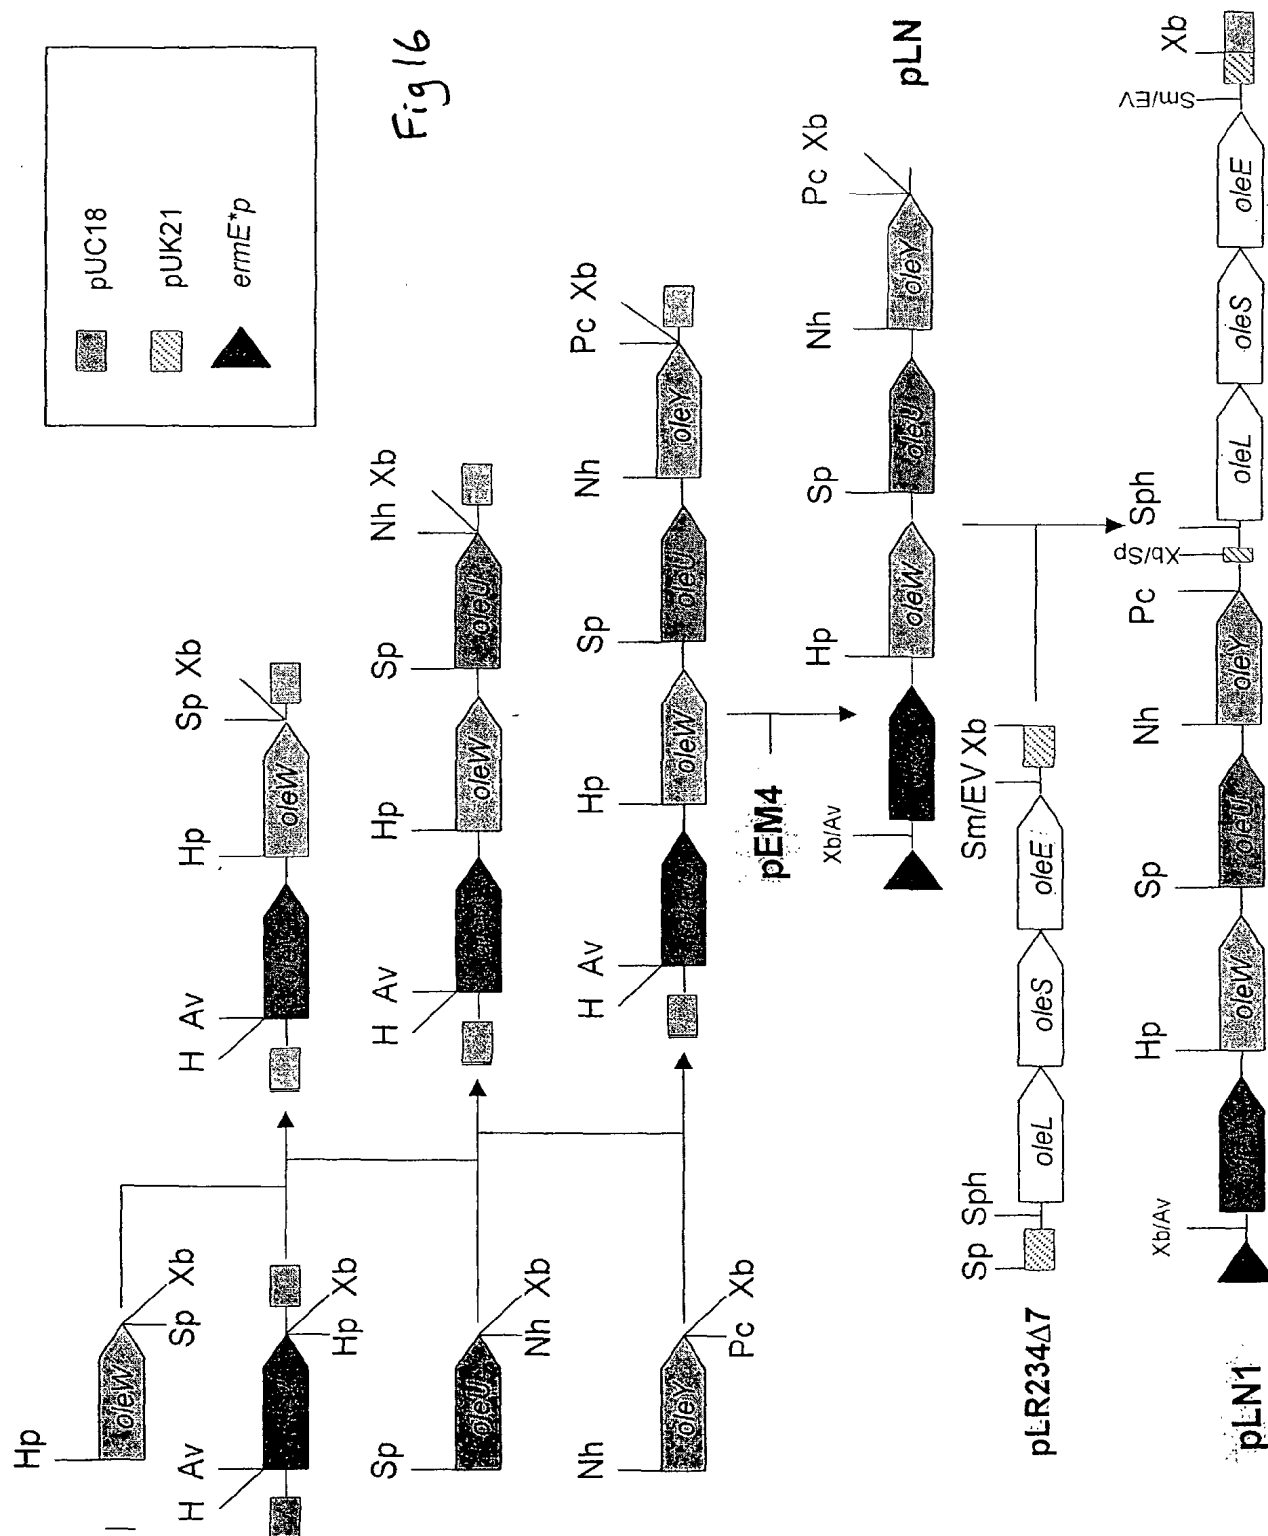 Hp
oleW
Sp
Xb
pUC18
pUK21
ermE*p
H Av
Hp
Xb
H Av
Hp
Sp Xb
oleW
Fig 16
Sp
oleU
Nh
Xb
H Av
Hp
Sp
Nh Xb
oleW
oleU
Nh
oleY
Pc
Xb
H Av
Hp
Sp
Nh
Pc Xb
oleW
oleU
oleY
pEM4
Xb/Av
Hp
Sp
Nh
Pc Xb
oleW
oleU
oleY
pLN
Sp Sph
Sm/EV Xb
pLR234Δ7
oleL
oleS
oleE
Xb/Av
Hp
Sp
Nh
Pc
Xb/Sp
Sph
Sm/EV
Xb
pLN1
oleW
oleU
oleY
oleL
oleS
oleE